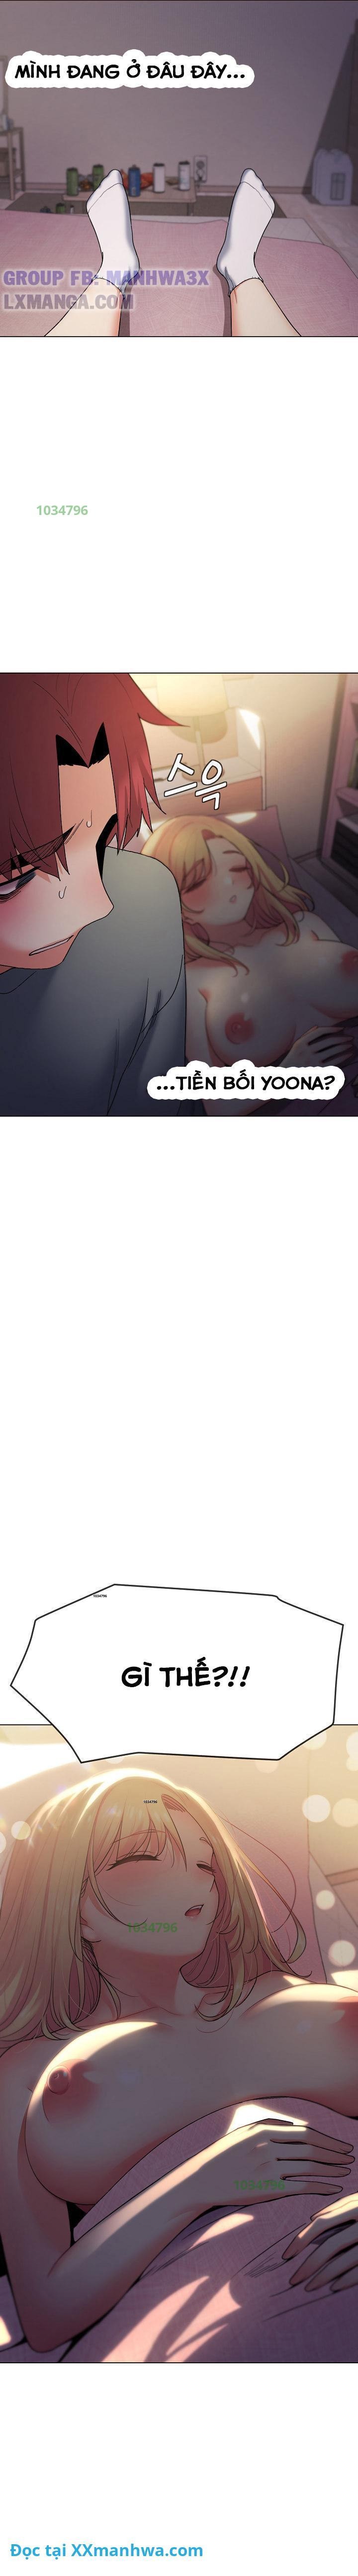 MÌNH ĐANG Ở ĐÂU ĐÂY...
GROUP FB: MANHWA3X
LXMANGA.COM
1034796
스윽
...TIỀN BỐI YOONA?
1034796
GÌ THẾ?!!
1034796
1034796
1034796
Đọc tại XXmanhwa.com